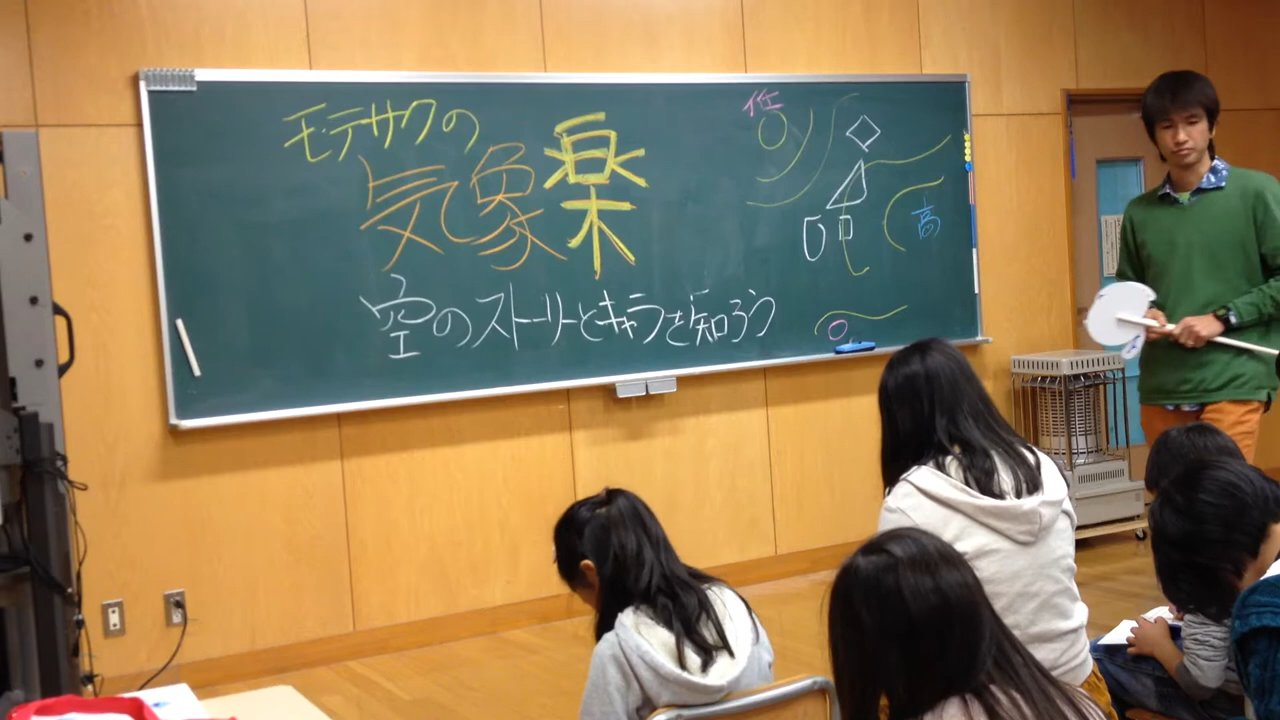 モ・テサクの
気象楽
空のストーリーとキャラを知ろう
低
高